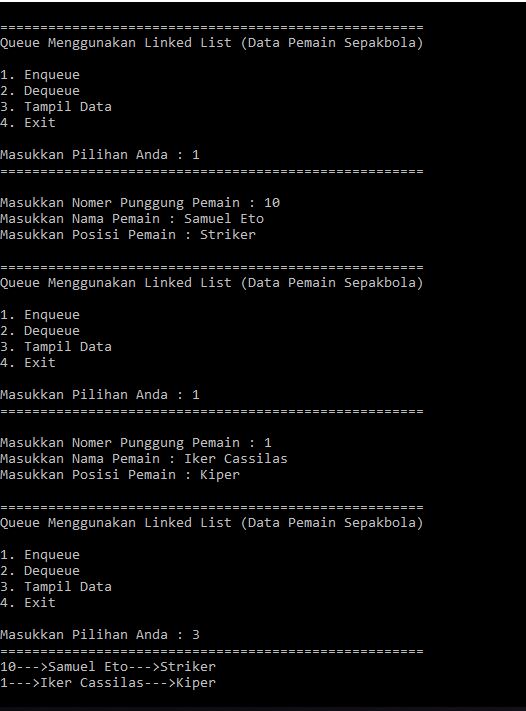 =====================================================
Queue Menggunakan Linked List (Data Pemain Sepakbola)
1. Enqueue
2. Dequeue
3. Tampil Data
4. Exit
Masukkan Pilihan Anda : 1
=====================================================
Masukkan Nomer Punggung Pemain : 10
Masukkan Nama Pemain : Samuel Eto
Masukkan Posisi Pemain : Striker
=====================================================
Queue Menggunakan Linked List (Data Pemain Sepakbola)
1. Enqueue
2. Dequeue
3. Tampil Data
4. Exit
Masukkan Pilihan Anda : 1
=====================================================
Masukkan Nomer Punggung Pemain : 1
Masukkan Nama Pemain : Iker Cassilas
Masukkan Posisi Pemain : Kiper
=====================================================
Queue Menggunakan Linked List (Data Pemain Sepakbola)
1. Enqueue
2. Dequeue
3. Tampil Data
4. Exit
Masukkan Pilihan Anda : 3
=====================================================
10--->Samuel Eto--->Striker
1--->Iker Cassilas--->Kiper